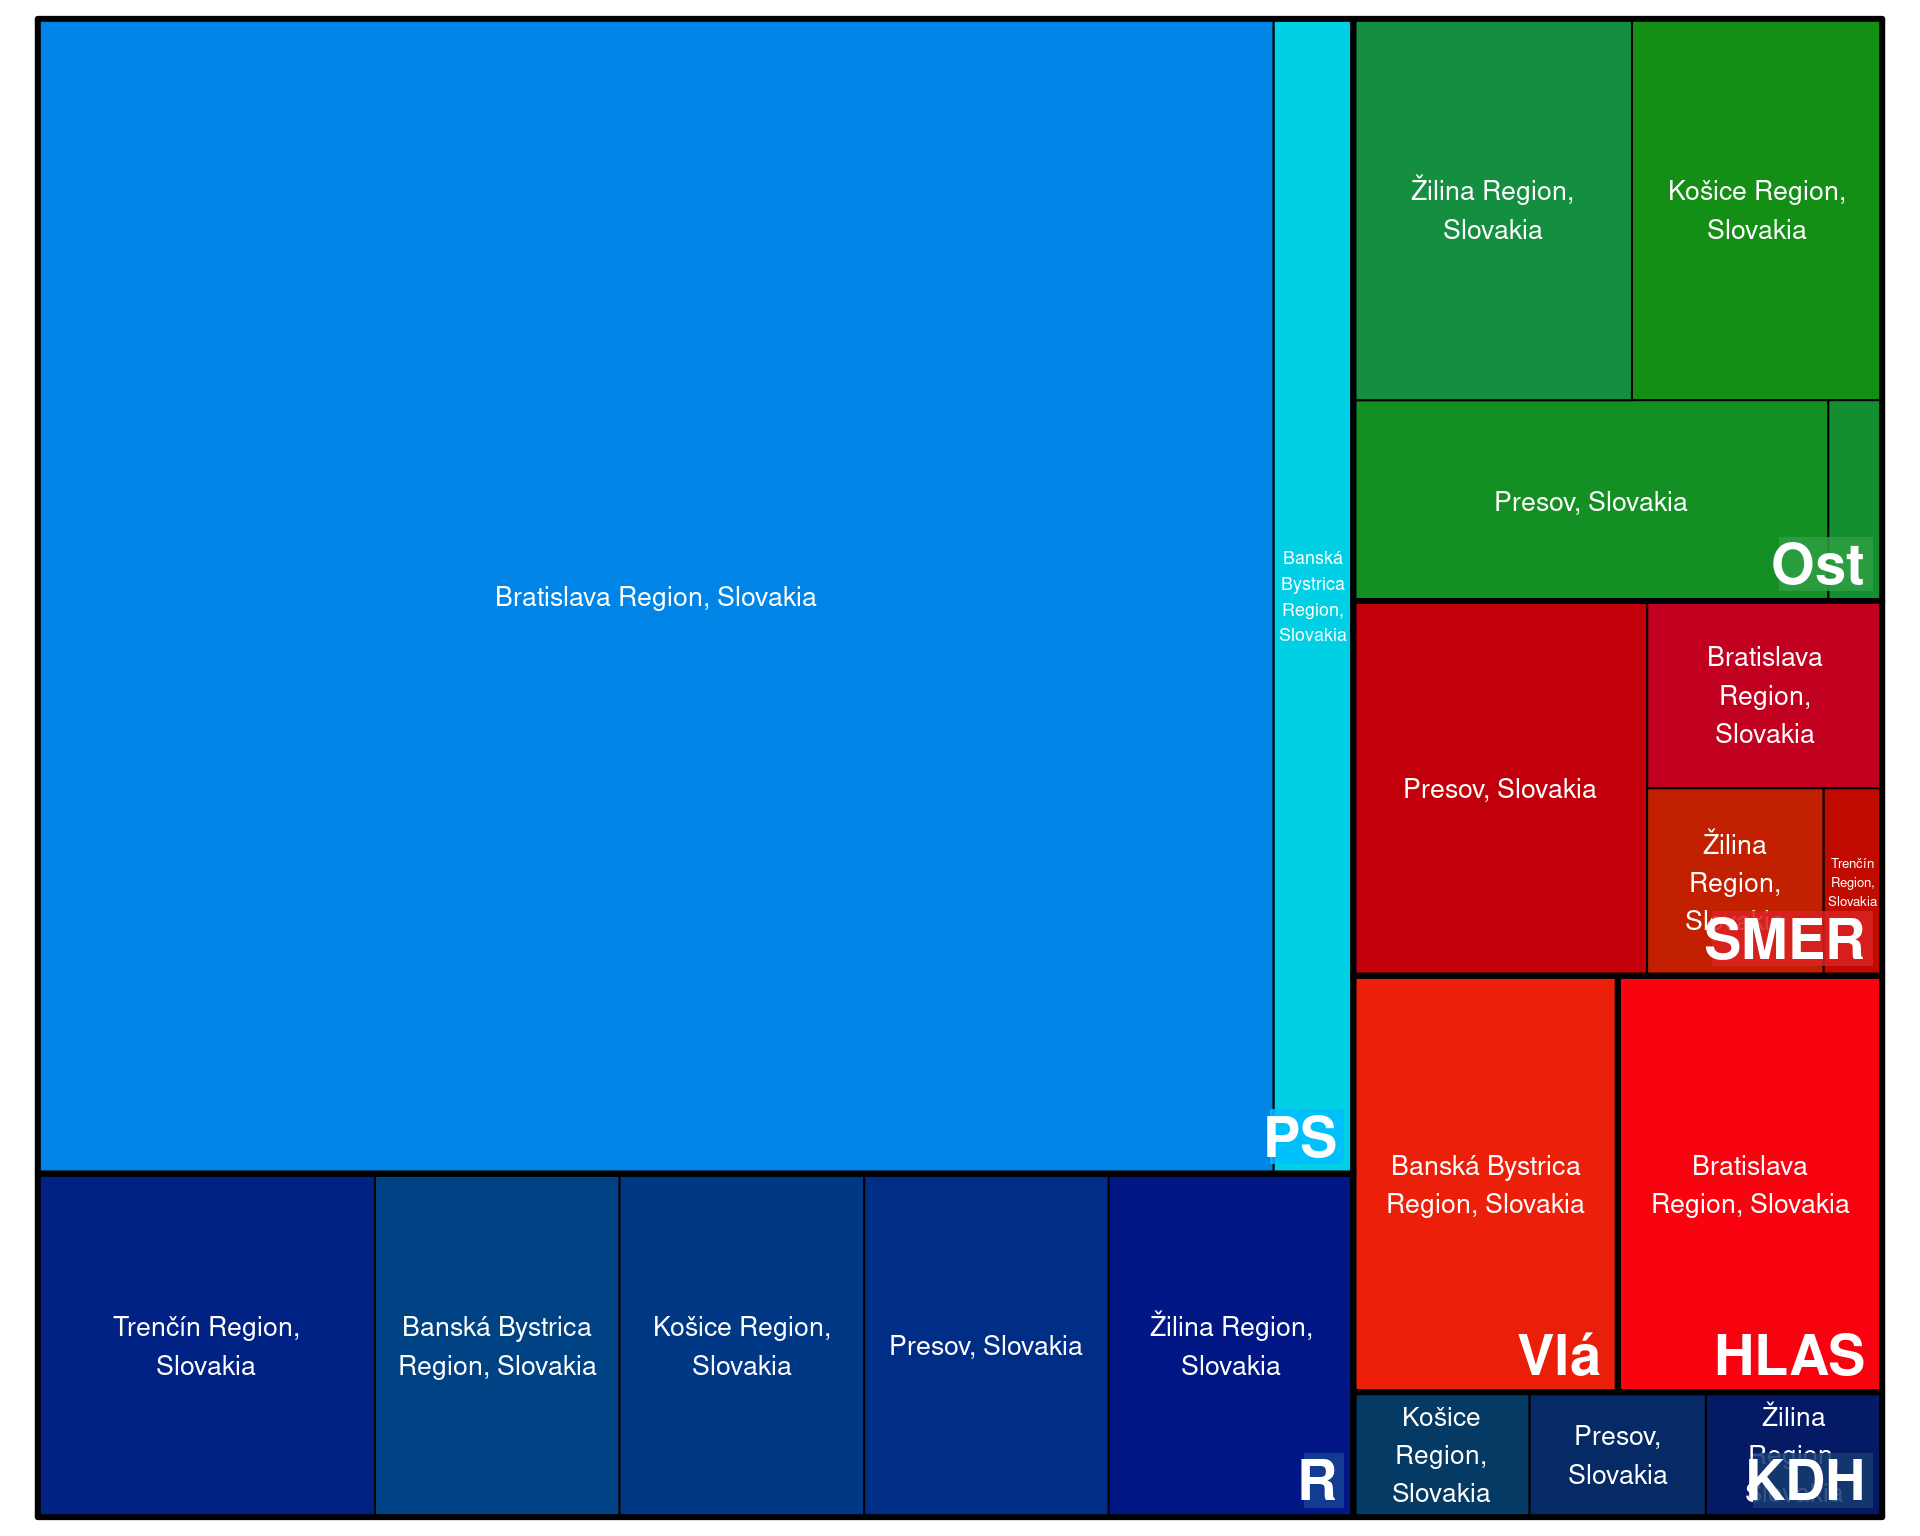 Bratislava Region, Slovakia
Banská
Bystrica
Region,
Slovakia
PS
Trenčín Region,
Slovakia
Banská Bystrica
Region, Slovakia
Košice Region,
Slovakia
Presov, Slovakia
Žilina Region,
Slovakia
R
Žilina Region,
Slovakia
Košice Region,
Slovakia
Presov, Slovakia
Ost
Presov, Slovakia
Bratislava
Region,
Slovakia
Žilina
Region,
Trenčín
Region,
Slovakia
SMER
Banská Bystrica
Region, Slovakia
Vlá
Bratislava
Region, Slovakia
HLAS
Košice
Region,
Slovakia
Presov,
Slovakia
Žilina
Region,
KDH